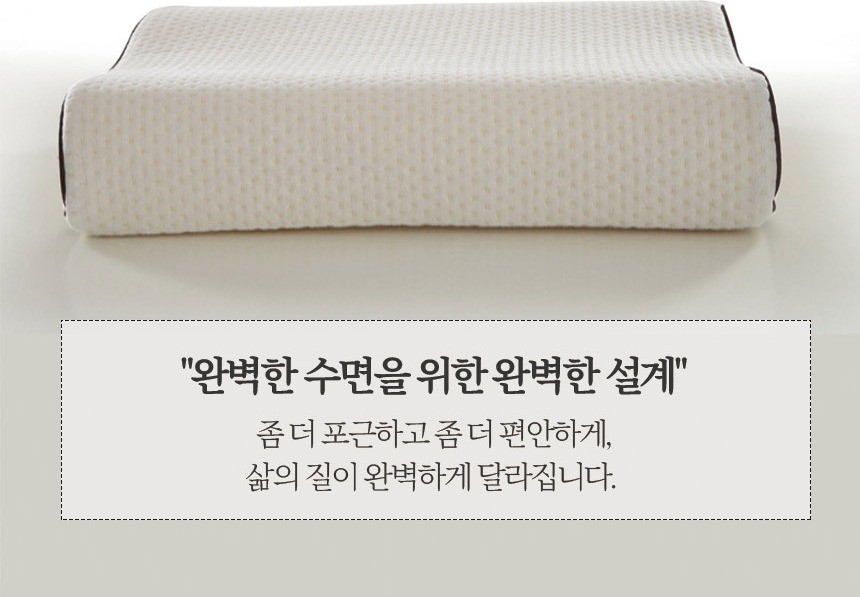 "완벽한 수면을 위한 완벽한 설계"
좀 더 포근하고 좀 더 편안하게,
삶의 질이 완벽하게 달라집니다.